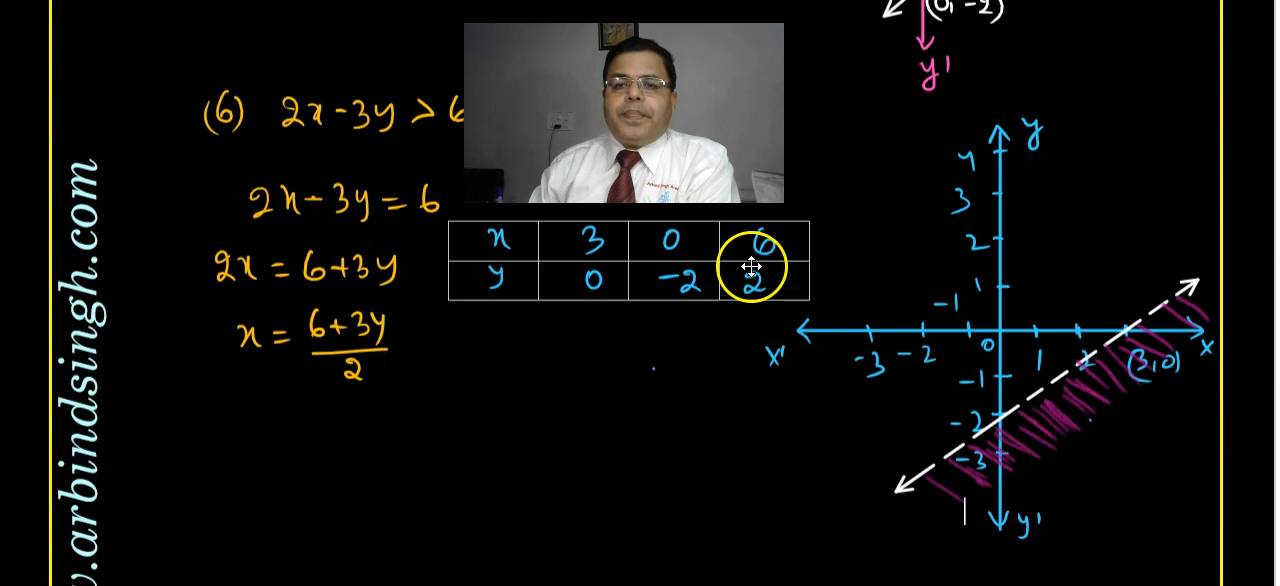 (0, -2)
y'
(6) 2x - 3y > 6
2x - 3y = 6
2x = 6 + 3y
x = 6 + 3y / 2
x 3 0 6
y 0 -2 2
y
4
3
2
1
-1
x' -3 -2 0 1 2 (3, 0) x
-1
-2
-3
y'
.arbindsingh.com